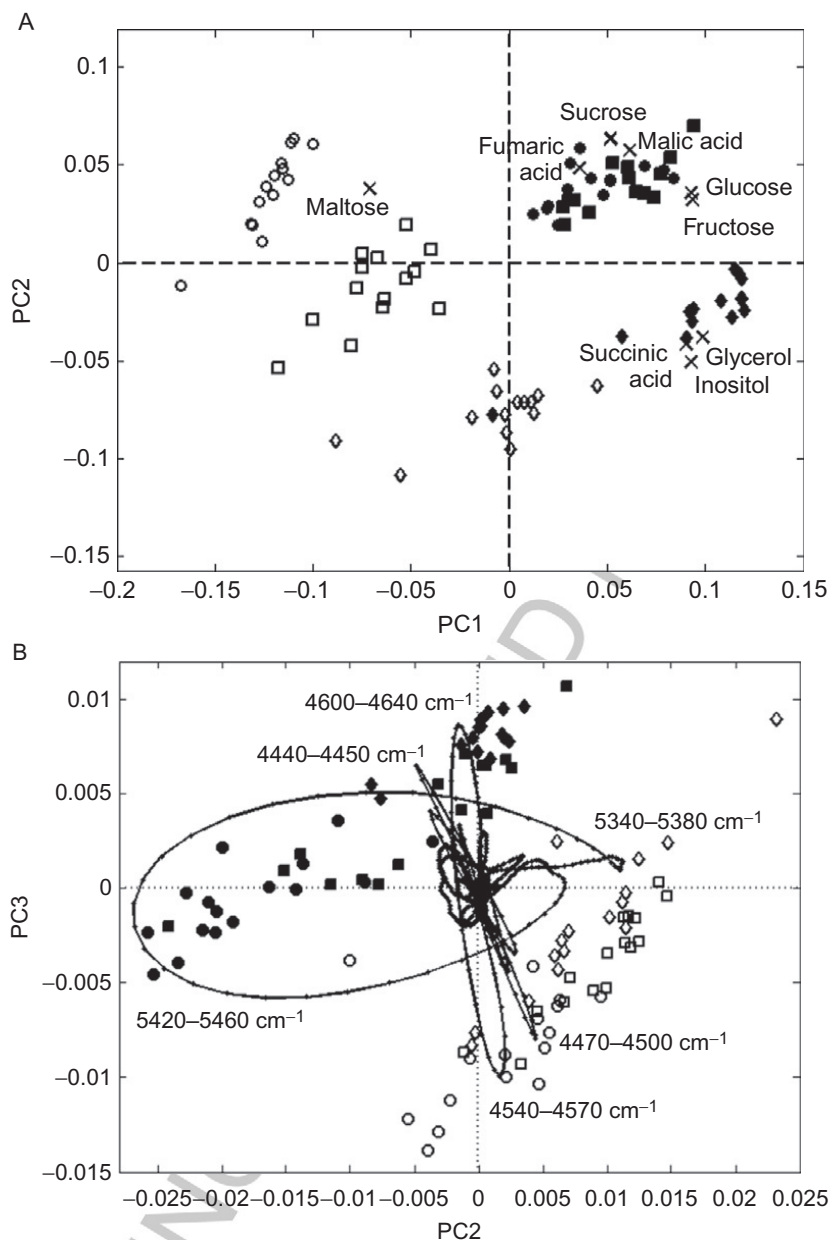 A
0.1
0.05
0
−0.05
−0.1
−0.15
PC2
Sucrose
Fumaric
acid
Malic acid
Glucose
Fructose
Maltose
Succinic
acid
Glycerol
Inositol
−0.2
−0.15
−0.1
−0.05
0
0.05
0.1
0.15
PC1
B
0.01
0.005
0
−0.005
−0.01
−0.015
PC3
4600–4640 cm⁻¹
4440–4450 cm⁻¹
5340–5380 cm⁻¹
5420–5460 cm⁻¹
4470–4500 cm⁻¹
4540–4570 cm⁻¹
−0.025
−0.02
−0.015
−0.01
−0.005
0
0.005
0.01
0.015
0.02
0.025
PC2